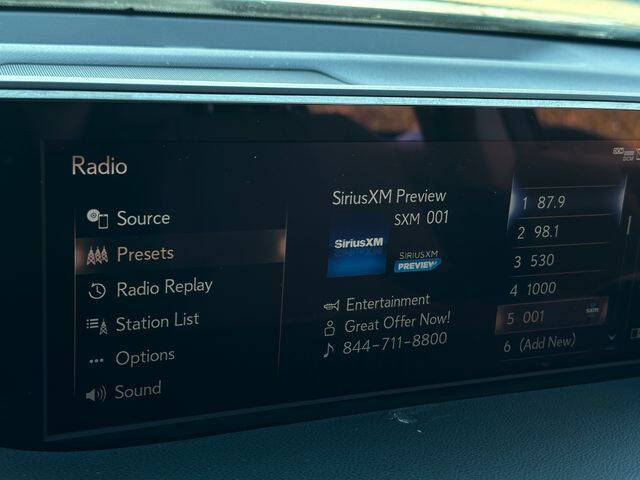 Radio
Source
Presets
Radio Replay
Station List
Options
Sound
SiriusXM Preview
SXM 001
SiriusXM
SIRIUSXM
PREVIEW
Entertainment
Great Offer Now!
844-711-8800
1 87.9
2 98.1
3 530
4 1000
5 001
6 (Add New)